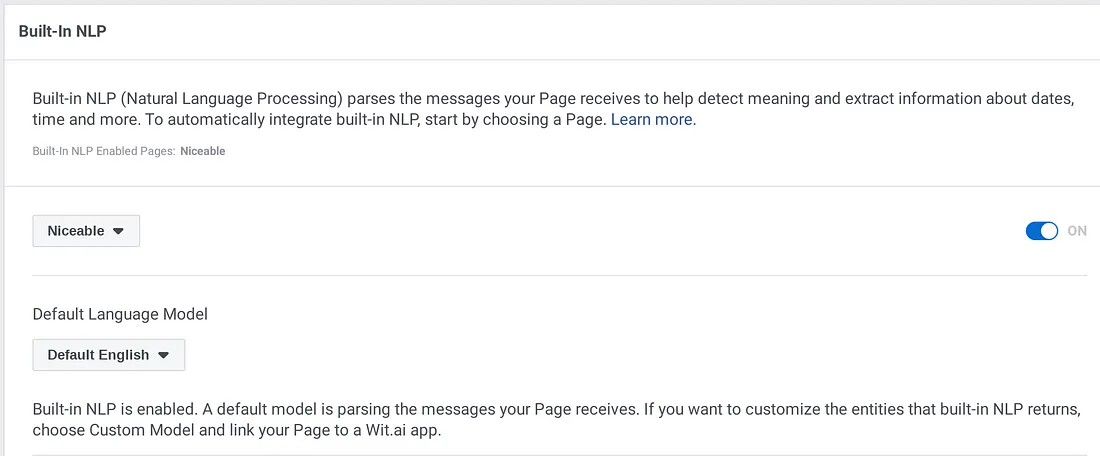 Built-In NLP
Built-in NLP (Natural Language Processing) parses the messages your Page receives to help detect meaning and extract information about dates,
time and more. To automatically integrate built-in NLP, start by choosing a Page. Learn more.
Built-In NLP Enabled Pages: Niceable
Niceable ON
Default Language Model
Default English
Built-in NLP is enabled. A default model is parsing the messages your Page receives. If you want to customize the entities that built-in NLP returns,
choose Custom Model and link your Page to a Wit.ai app.